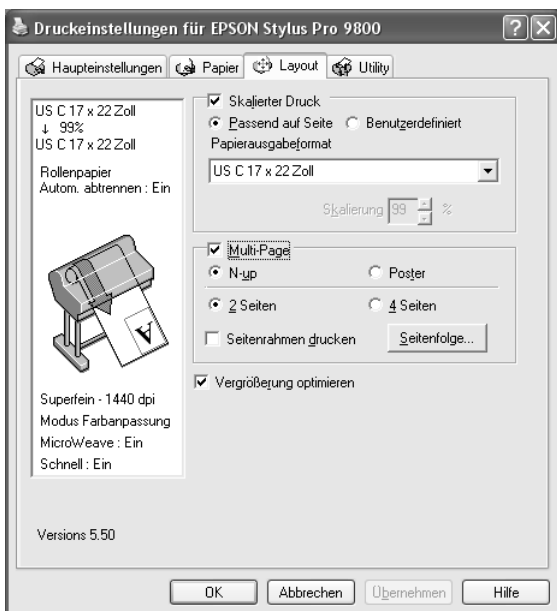 Druckeinstellungen für EPSON Stylus Pro 9800
Haupteinstellungen Papier Layout Utility
US C 17 x 22 Zoll
↓ 99%
US C 17 x 22 Zoll
Rollenpapier
Autom. abtrennen : Ein
A
Superfein - 1440 dpi
Modus Farbanpassung
MicroWeave : Ein
Schnell : Ein
Versions 5.50
Skalierter Druck
Passend auf Seite Benutzerdefiniert
Papierausgabeformat
US C 17 x 22 Zoll
Skalierung 99 %
Multi-Page
N-up Poster
2 Seiten 4 Seiten
Seitenrahmen drucken Seitenfolge...
Vergrößerung optimieren
OK Abbrechen Übernehmen Hilfe